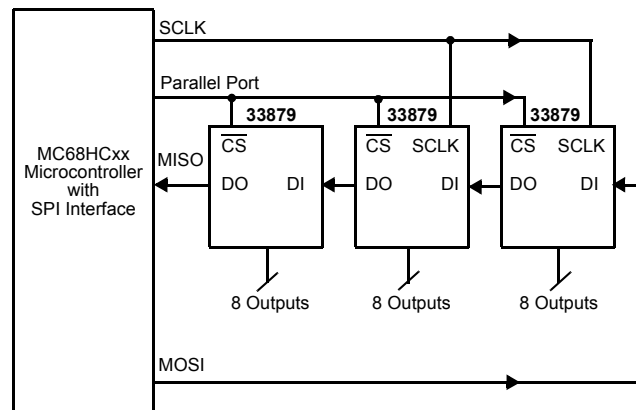 SCLK
Parallel Port
33879 33879 33879
CS CS SCLK CS SCLK
MC68HCxx
Microcontroller
with
SPI Interface
MISO
DO DI DO DI DO DI
8 Outputs 8 Outputs 8 Outputs
MOSI